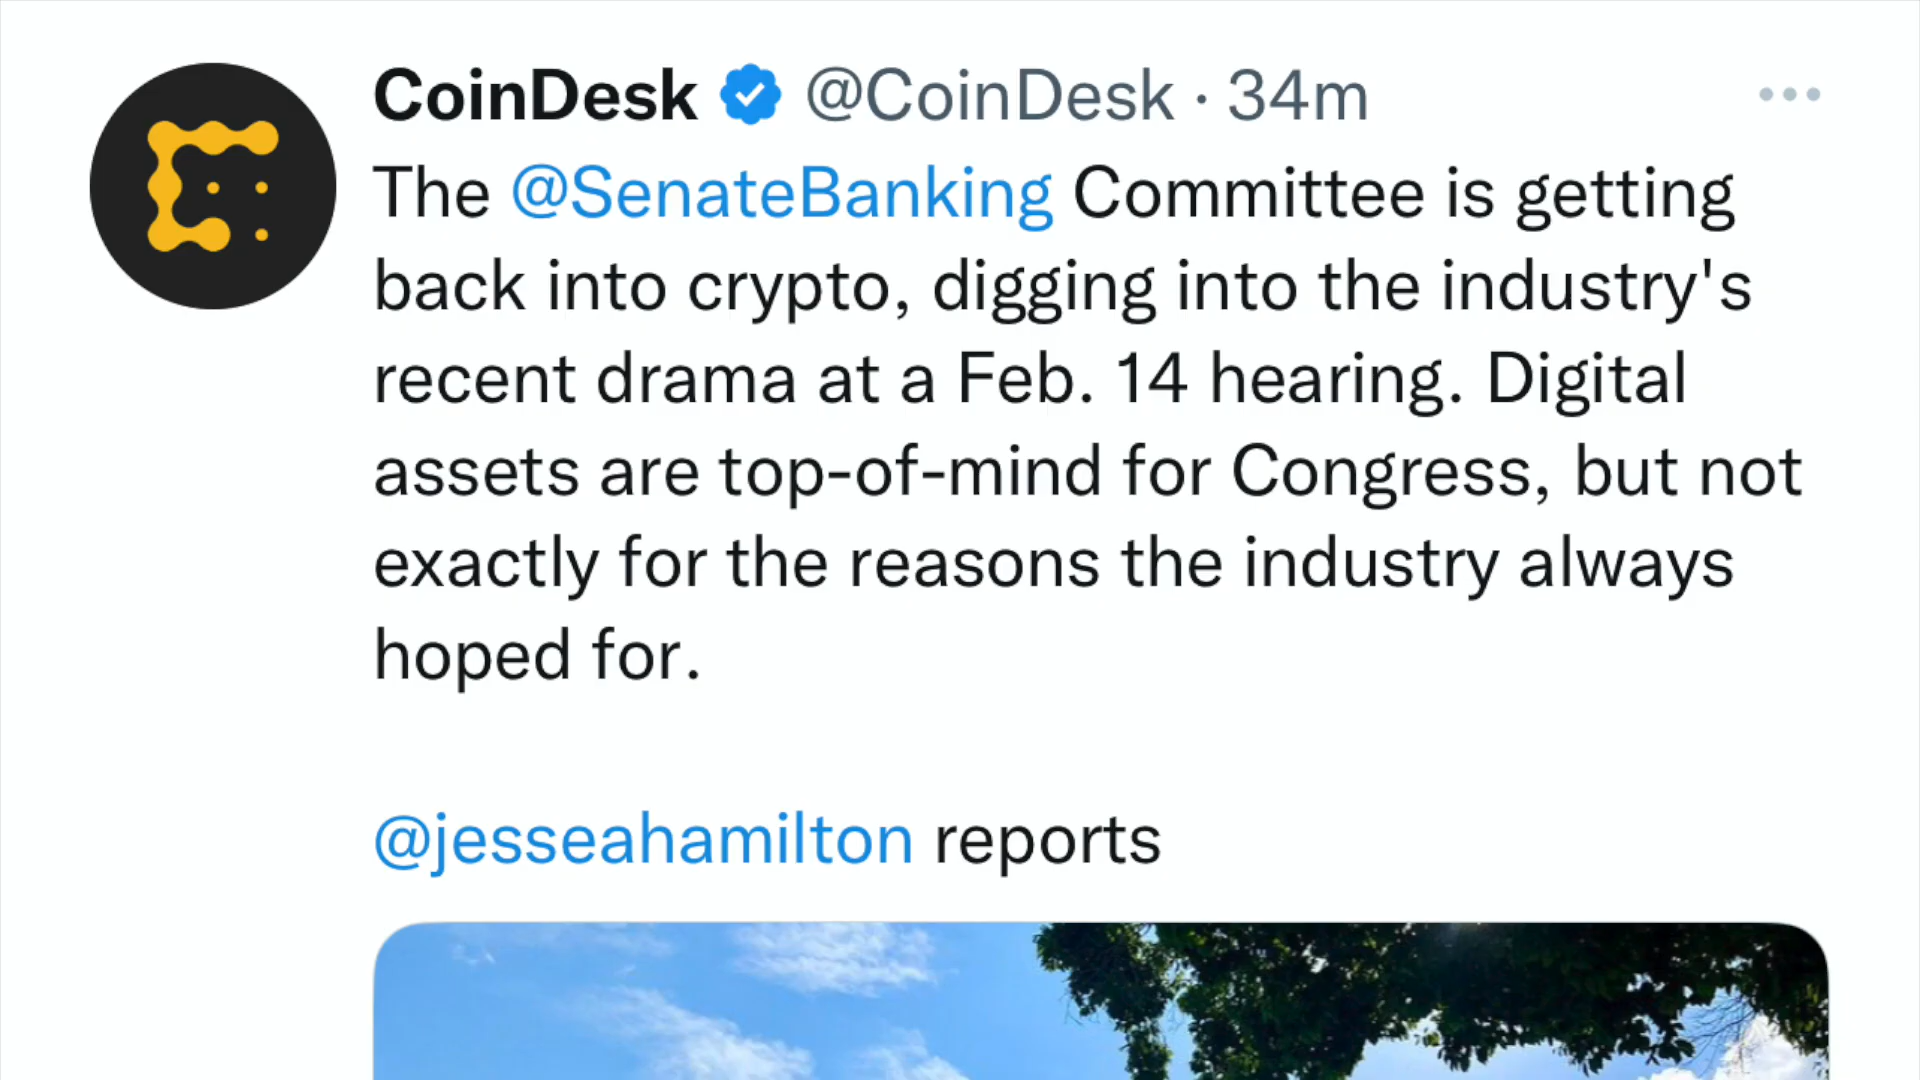 CoinDesk @CoinDesk · 34m
The @SenateBanking Committee is getting
back into crypto, digging into the industry's
recent drama at a Feb. 14 hearing. Digital
assets are top-of-mind for Congress, but not
exactly for the reasons the industry always
hoped for.
@jesseahamilton reports